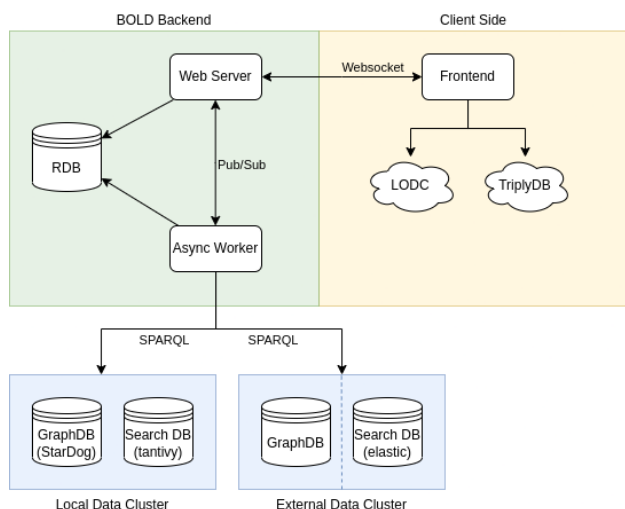 BOLD Backend
Client Side
Web Server
Websocket
Frontend
RDB
Pub/Sub
LODC
TriplyDB
Async Worker
SPARQL
SPARQL
GraphDB
(StarDog)
Search DB
(tantivy)
GraphDB
Search DB
(elastic)
Local Data Cluster
External Data Cluster